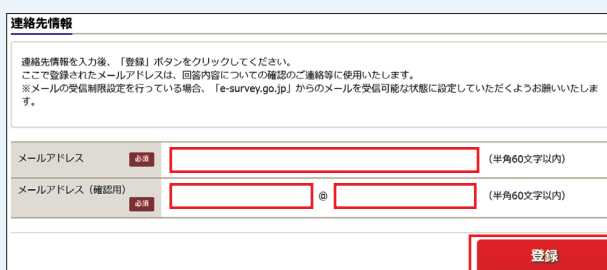 連絡先情報
連絡先情報を入力後、「登録」ボタンをクリックしてください。
ここで登録されたメールアドレスは、回答内容についての確認のご連絡等に使用いたします。
※メールの受信制限設定を行っている場合、「e-survey.go.jp」からのメールを受信可能な状態に設定していただくようお願いいたしま
す。
メールアドレス 必須 (半角60文字以内)
メールアドレス（確認用） 必須 @ (半角60文字以内)
登録